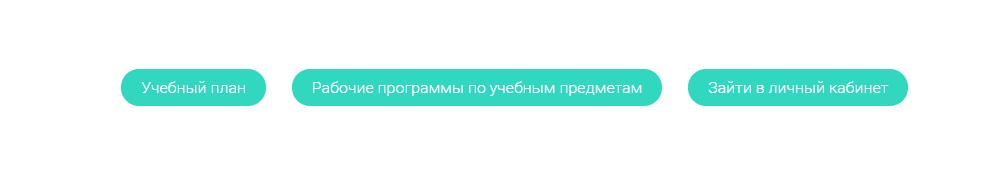 Учебный план
Рабочие программы по учебным предметам
Зайти в личный кабинет